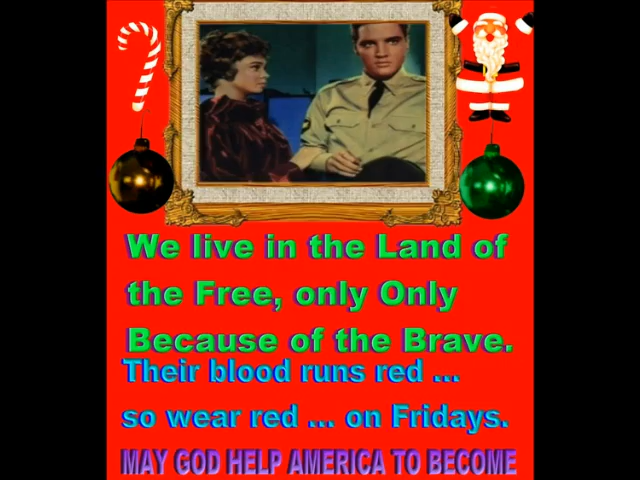 We live in the Land of
the Free, only Only
Because of the Brave.
Their blood runs red ...
so wear red ... on Fridays.
MAY GOD HELP AMERICA TO BECOME